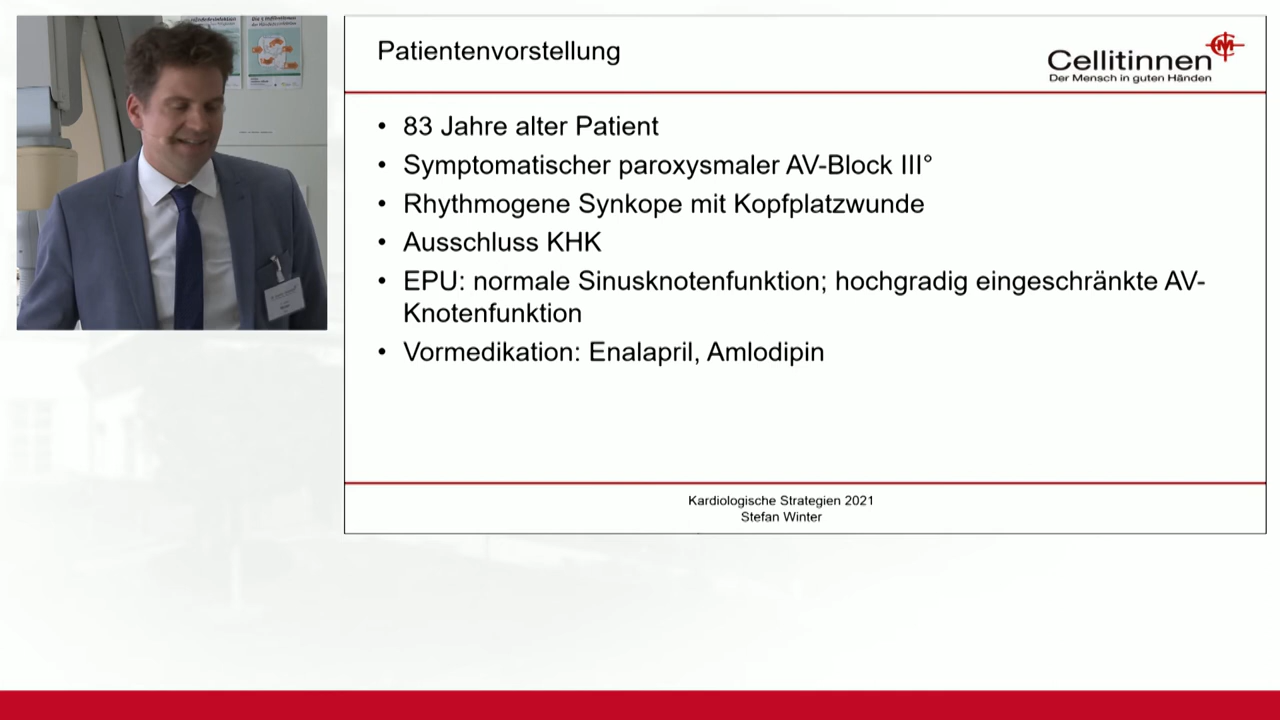 Patientenvorstellung
Cellitinnen
Der Mensch in guten Händen
• 83 Jahre alter Patient
• Symptomatischer paroxysmaler AV-Block III°
• Rhythmogene Synkope mit Kopfplatzwunde
• Ausschluss KHK
• EPU: normale Sinusknotenfunktion; hochgradig eingeschränkte AV-
Knotenfunktion
• Vormedikation: Enalapril, Amlodipin
Kardiologische Strategien 2021
Stefan Winter